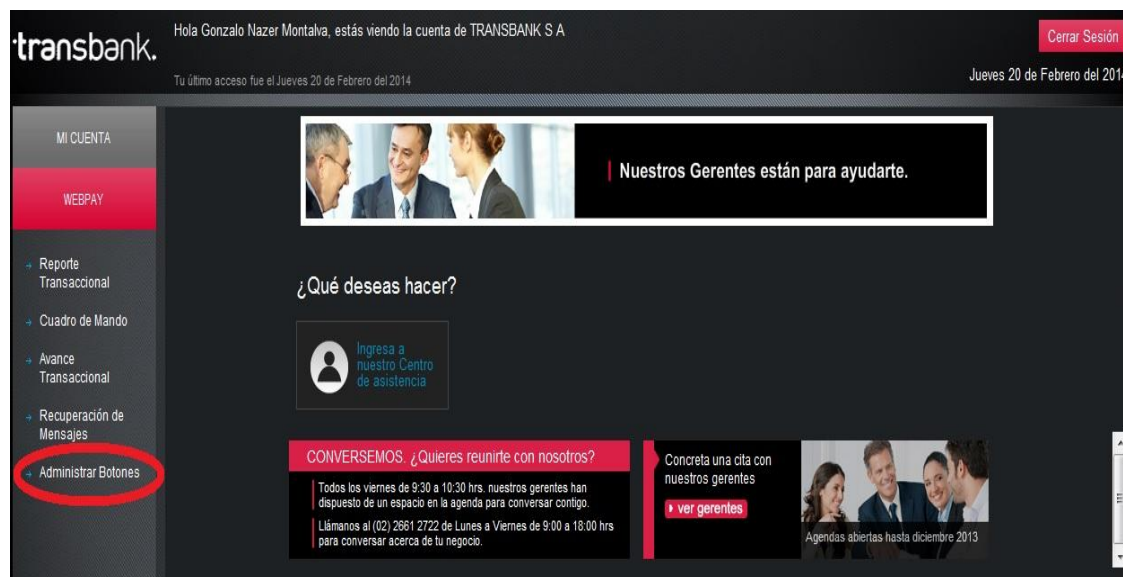 transbank.
Hola Gonzalo Nazer Montalva, estás viendo la cuenta de TRANSBANK S A
Cerrar Sesión
Tu último acceso fue el Jueves 20 de Febrero del 2014
Jueves 20 de Febrero del 2014
MI CUENTA
WEBPAY
Reporte
Transaccional
Cuadro de Mando
Avance
Transaccional
Recuperación de
Mensajes
Administrar Botones
Nuestros Gerentes están para ayudarte.
¿Qué deseas hacer?
Ingresa a
nuestro Centro
de asistencia
CONVERSEMOS. ¿Quieres reunirte con nosotros?
Todos los viernes de 9:30 a 10:30 hrs. nuestros gerentes han
dispuesto de un espacio en la agenda para conversar contigo.
Llámanos al (02) 2661 2722 de Lunes a Viernes de 9:00 a 18:00 hrs
para conversar acerca de tu negocio.
Concreta una cita con
nuestros gerentes
ver gerentes
Agendas abiertas hasta diciembre 2013